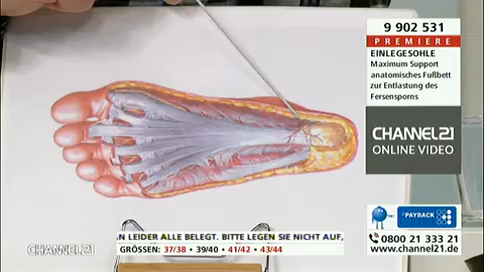 9 902 531
PREMIERE
EINLEGESOHLE
Maximum Support
anatomisches Fußbett
zur Entlastung des
Fersensporns
CHANNEL21
ONLINE VIDEO
PAYBACK
AN LEIDER ALLE BELEGT. BITTE LEGEN SIE NICHT AUF,
GRÖSSEN: 37/38 • 39/40 • 41/42 • 43/44
CHANNEL21
0800 21 333 21
www.channel21.de